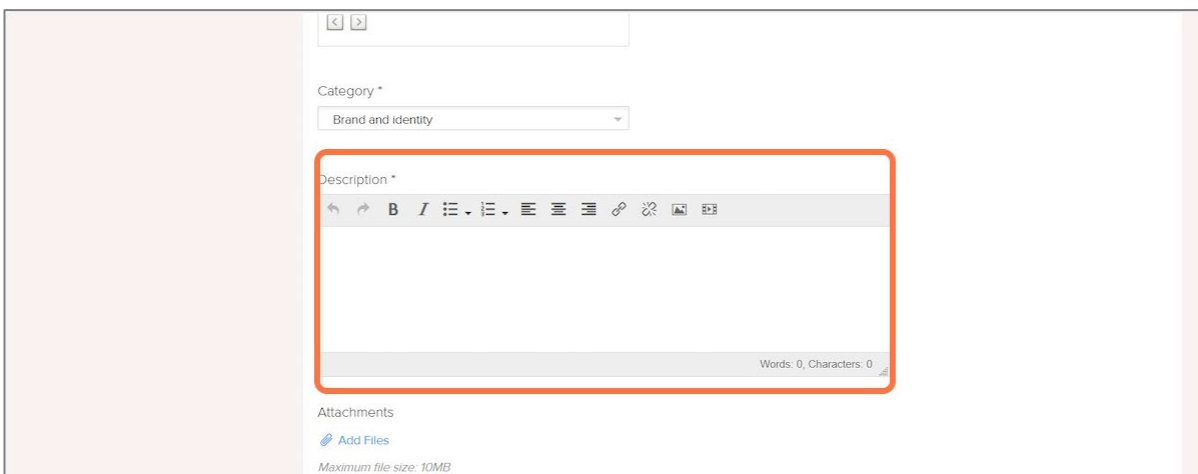 Category *
Brand and identity
Description *
B I
Words: 0, Characters: 0
Attachments
Add Files
Maximum file size: 10MB